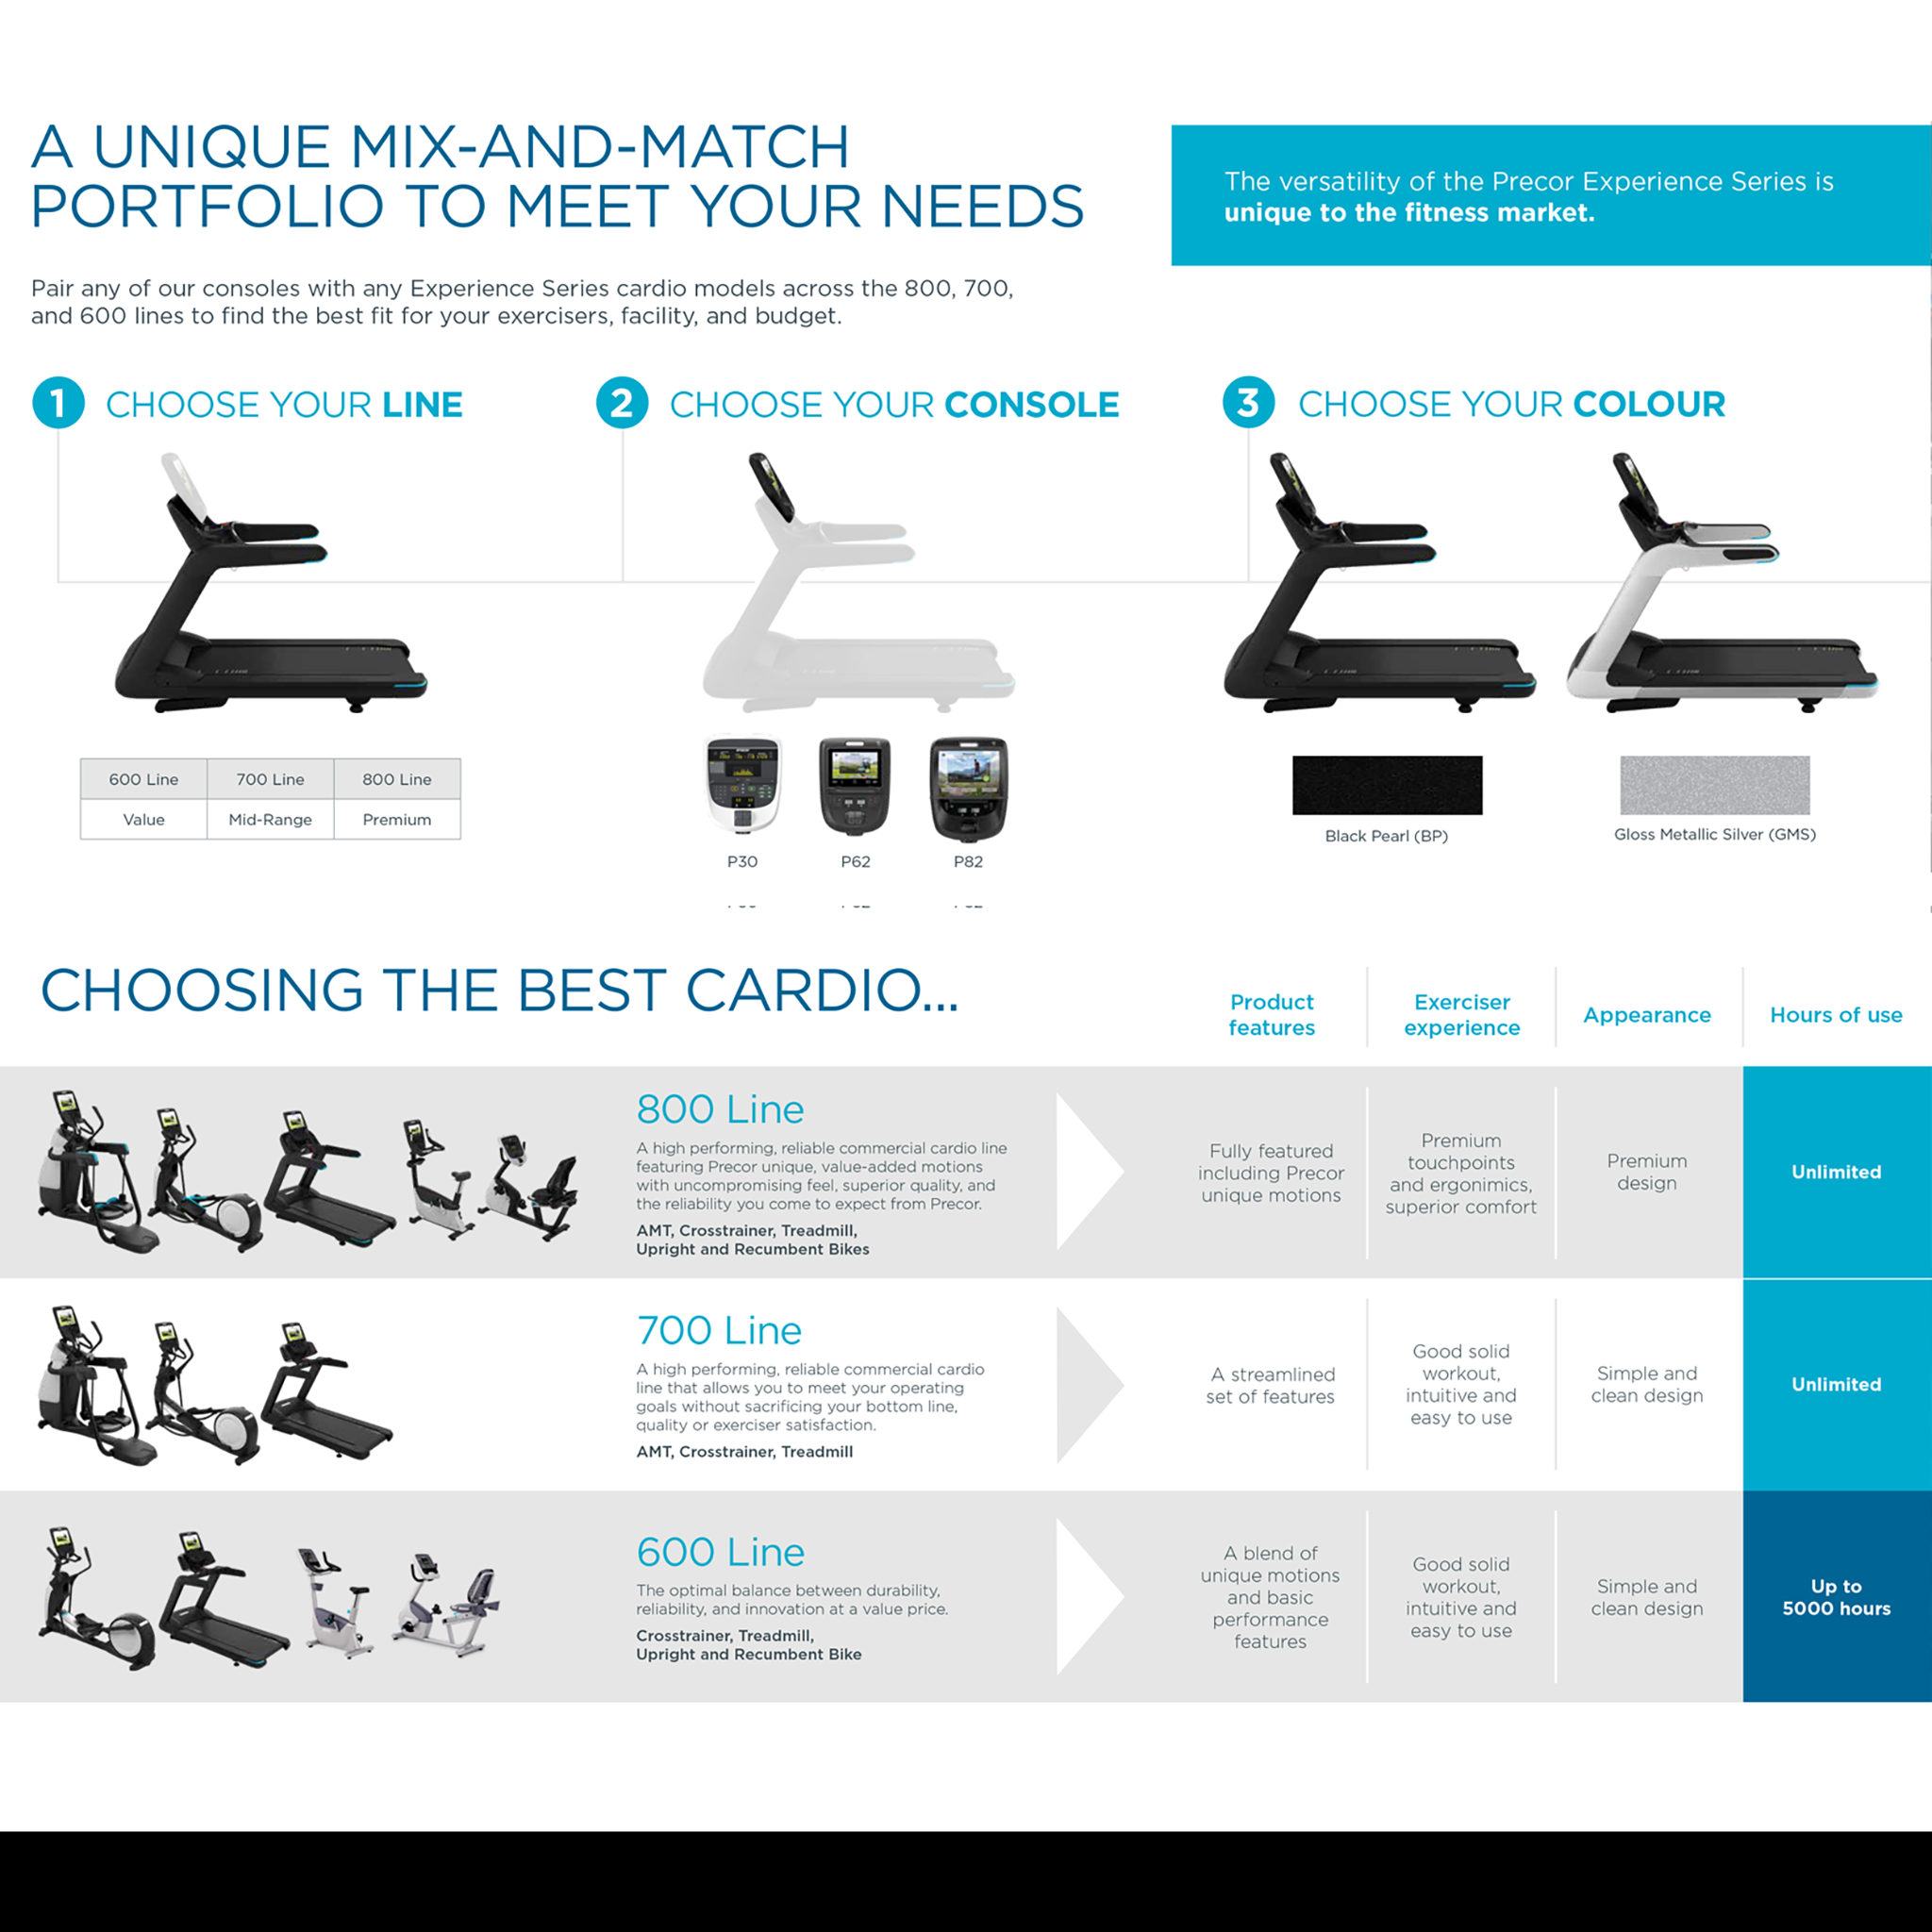 A UNIQUE MIX-AND-MATCH
PORTFOLIO TO MEET YOUR NEEDS
The versatility of the Precor Experience Series is
unique to the fitness market.
Pair any of our consoles with any Experience Series cardio models across the 800, 700,
and 600 lines to find the best fit for your exercisers, facility, and budget.
1 CHOOSE YOUR LINE
2 CHOOSE YOUR CONSOLE
3 CHOOSE YOUR COLOUR
600 Line 700 Line 800 Line
Value Mid-Range Premium
P30 P62 P82
Black Pearl (BP)
Gloss Metallic Silver (GMS)
CHOOSING THE BEST CARDIO...
Product
features
Exerciser
experience
Appearance
Hours of use
800 Line
A high performing, reliable commercial cardio line
featuring Precor unique, value-added motions
with uncompromising feel, superior quality, and
the reliability you come to expect from Precor.
AMT, Crosstrainer, Treadmill,
Upright and Recumbent Bikes
Fully featured
including Precor
unique motions
Premium
touchpoints
and ergonimics,
superior comfort
Premium
design
Unlimited
700 Line
A high performing, reliable commercial cardio
line that allows you to meet your operating
goals without sacrificing your bottom line,
quality or exerciser satisfaction.
AMT, Crosstrainer, Treadmill
A streamlined
set of features
Good solid
workout,
intuitive and
easy to use
Simple and
clean design
Unlimited
600 Line
The optimal balance between durability,
reliability, and innovation at a value price.
Crosstrainer, Treadmill,
Upright and Recumbent Bike
A blend of
unique motions
and basic
performance
features
Good solid
workout,
intuitive and
easy to use
Simple and
clean design
Up to
5000 hours